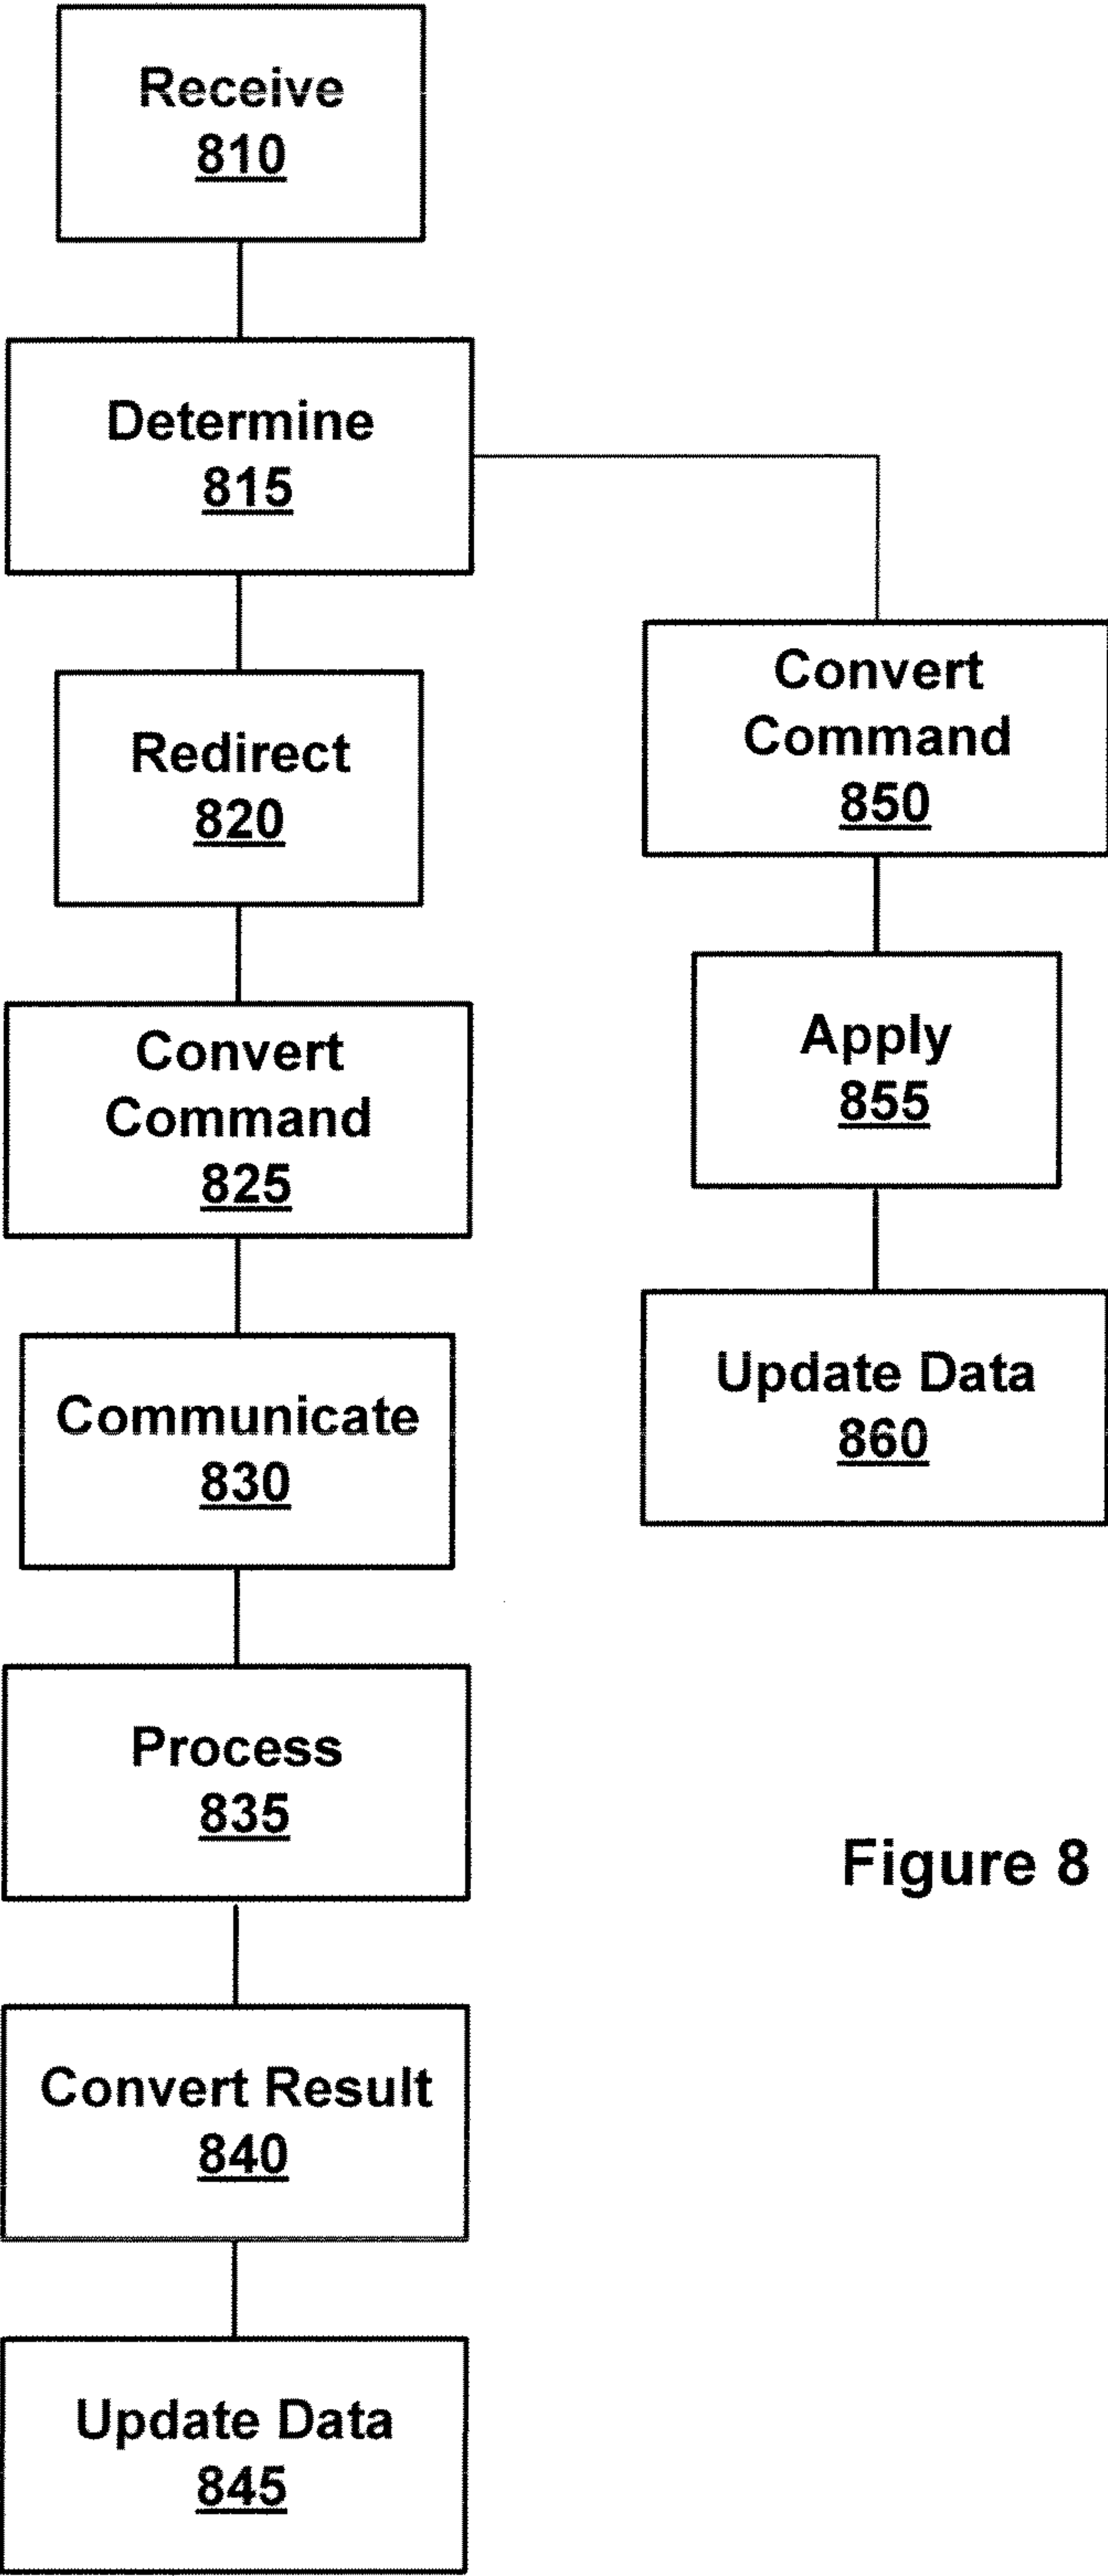 Receive
810
Determine
815
Redirect
820
Convert
Command
825
Communicate
830
Process
835
Convert Result
840
Update Data
845
Convert
Command
850
Apply
855
Update Data
860
Figure 8